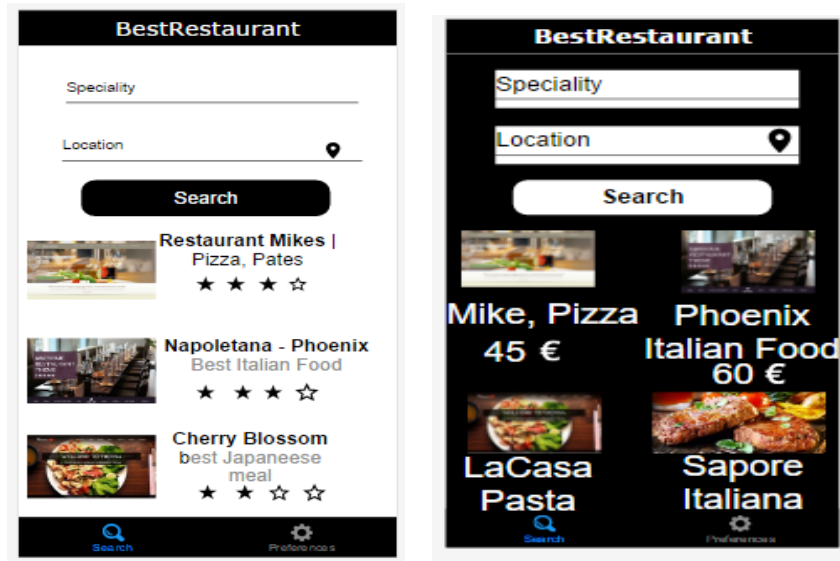 BestRestaurant
Speciality
Location
Search
Restaurant Mikes |
Pizza, Pates
Napoletana - Phoenix
Best Italian Food
Cherry Blossom
best Japaneese
meal
Search
Preferences
BestRestaurant
Speciality
Location
Search
Mike, Pizza
45 €
Phoenix
Italian Food
60 €
LaCasa
Pasta
Sapore
Italiana
Search
Preferences